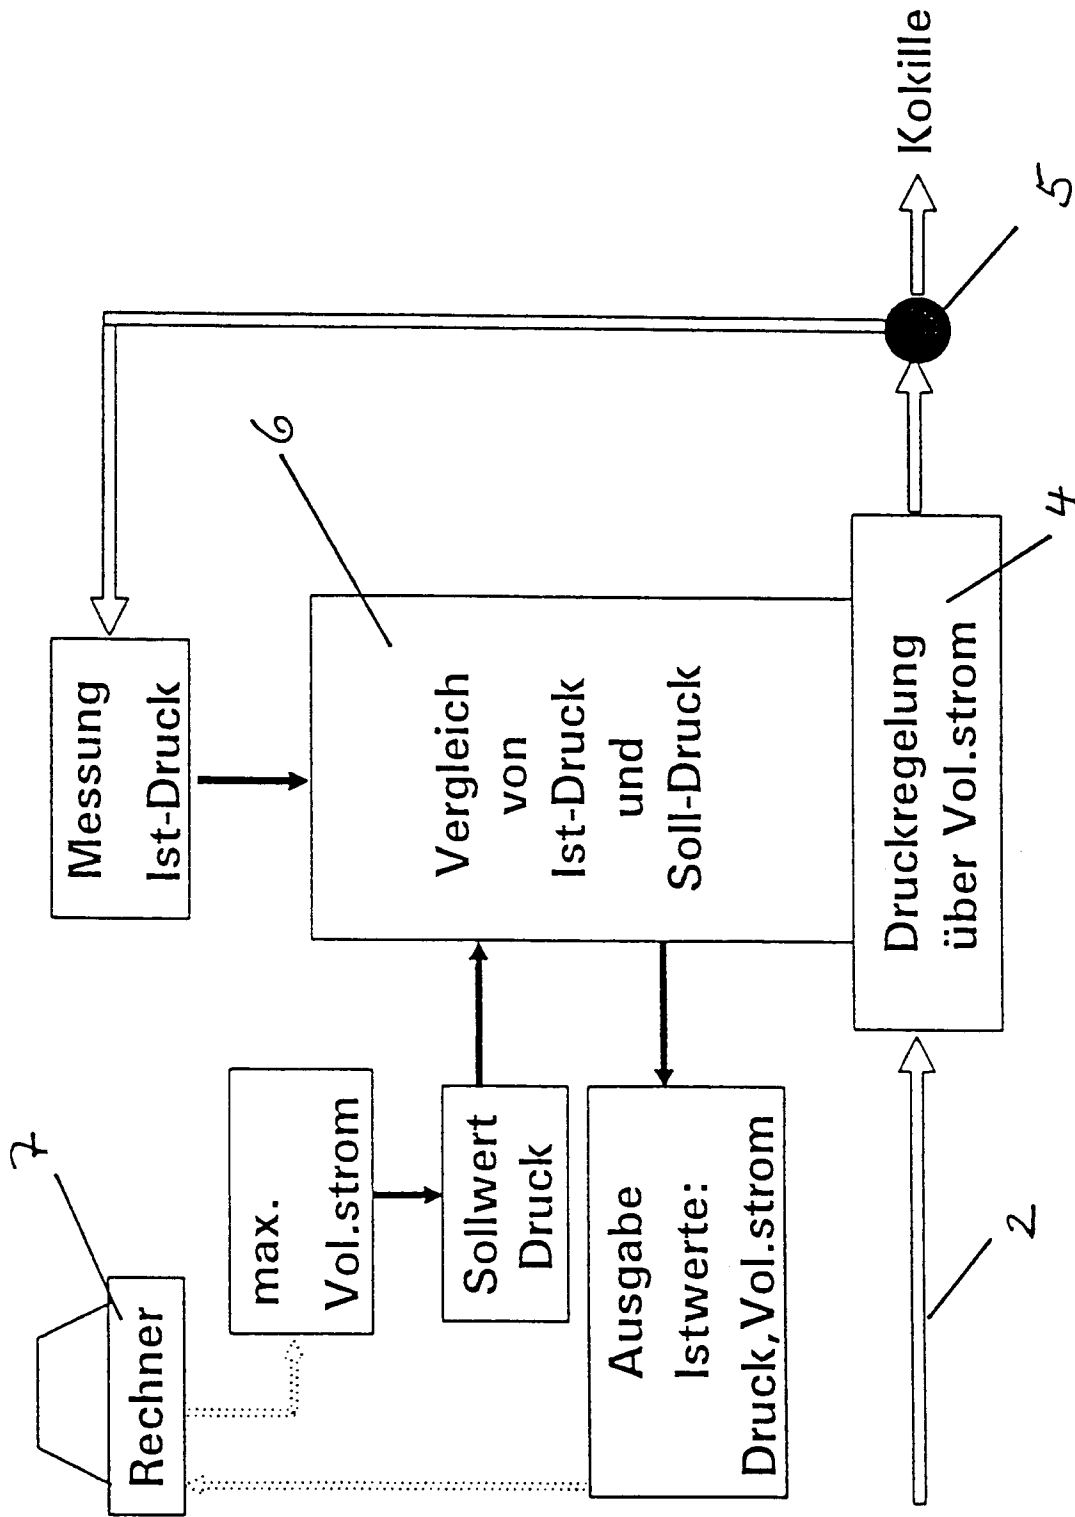 7
Rechner
max.
Vol.strom
Sollwert
Druck
Ausgabe
Istwerte:
Druck,Vol.strom
2
Messung
Ist-Druck
6
Vergleich
von
Ist-Druck
und
Soll-Druck
Druckregelung
über Vol.strom
4
5
Kokille